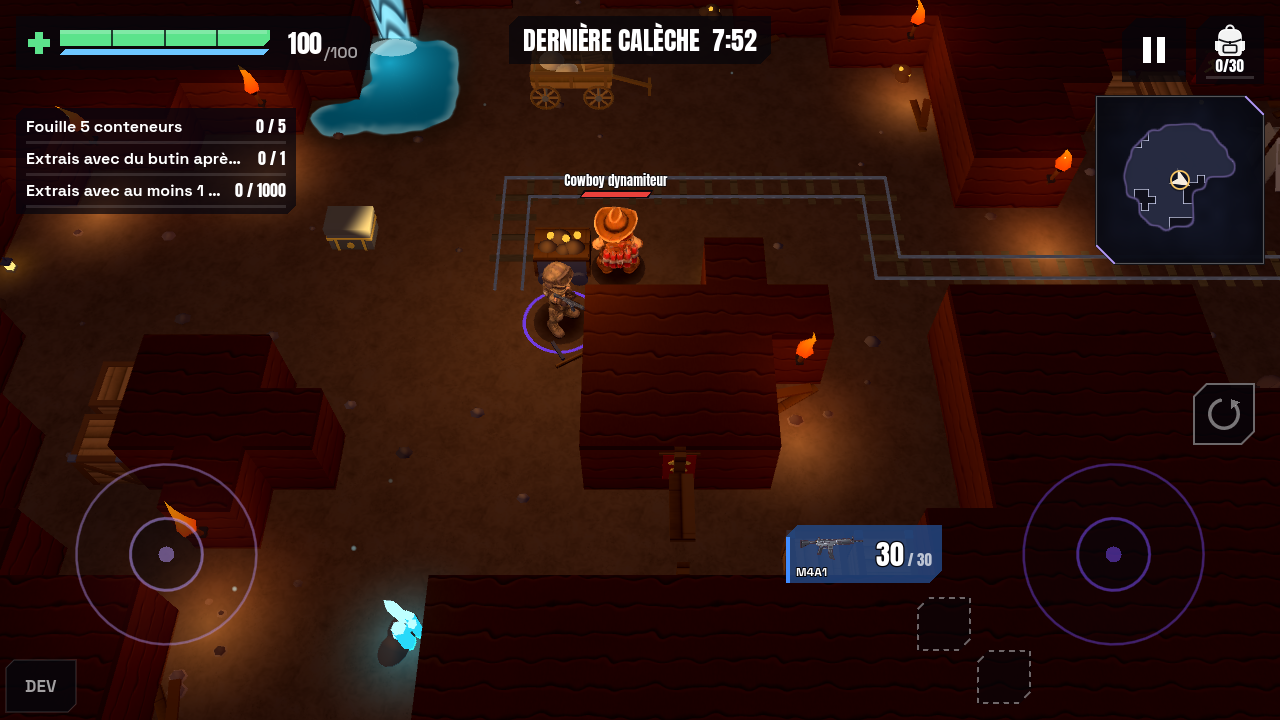 100/100
DERNIÈRE CALÈCHE 7:52
0/30
Fouille 5 conteneurs 0 / 5
Extrais avec du butin aprè... 0 / 1
Extrais avec au moins 1 ... 0 / 1000
Cowboy dynamiteur
30 / 30
M4A1
DEV